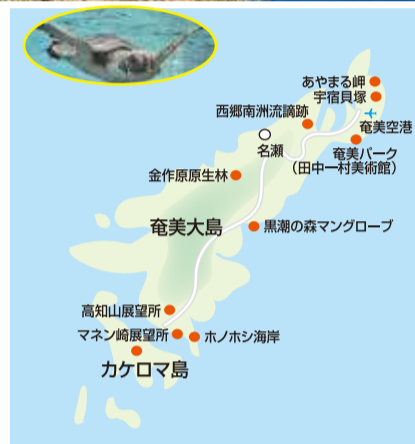 あやまる岬
宇宿貝塚
西郷南洲流謫跡
奄美空港
名瀬
奄美パーク
(田中一村美術館)
金作原原生林
奄美大島
黒潮の森マングローブ
高知山展望所
マネン崎展望所
ホノホシ海岸
カケロマ島